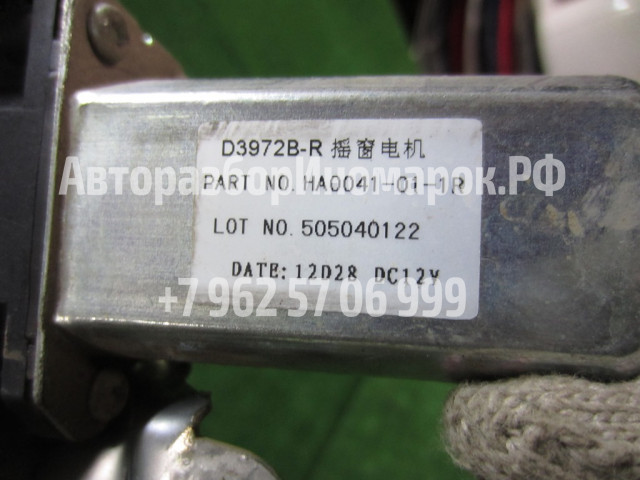 D3972B-R 摇窗电机
АвторазборИномарок.РФ
PART NO. HA0041-01-1R
LOT NO. 505040122
DATE: 12D28 DC12V
+7 962 57 06 999